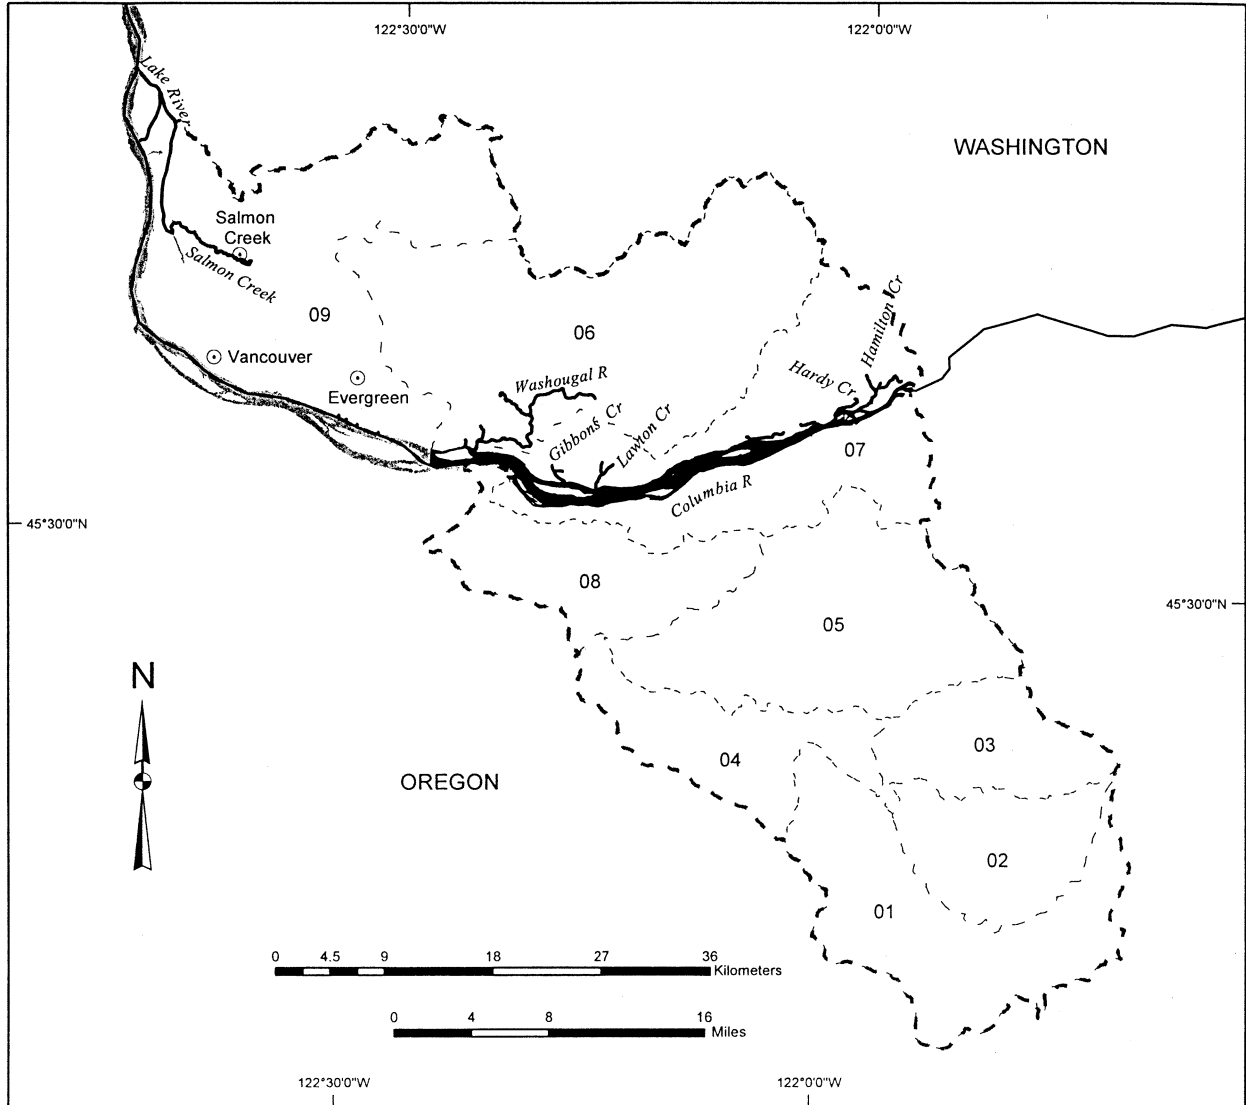 122°30'0"W
122°0'0"W
Lake River
WASHINGTON
Salmon
Creek
Salmon Creek
Hamilton Cr
09
06
Vancouver
Hardy Cr
Washougal R
Evergreen
Gibbons Cr
Lawton Cr
07
Columbia R
45°30'0"N
08
45°30'0"N
05
N
03
04
OREGON
02
01
0 4.5 9 18 27 36
Kilometers
0 4 8 16
Miles
122°30'0"W
122°0'0"W